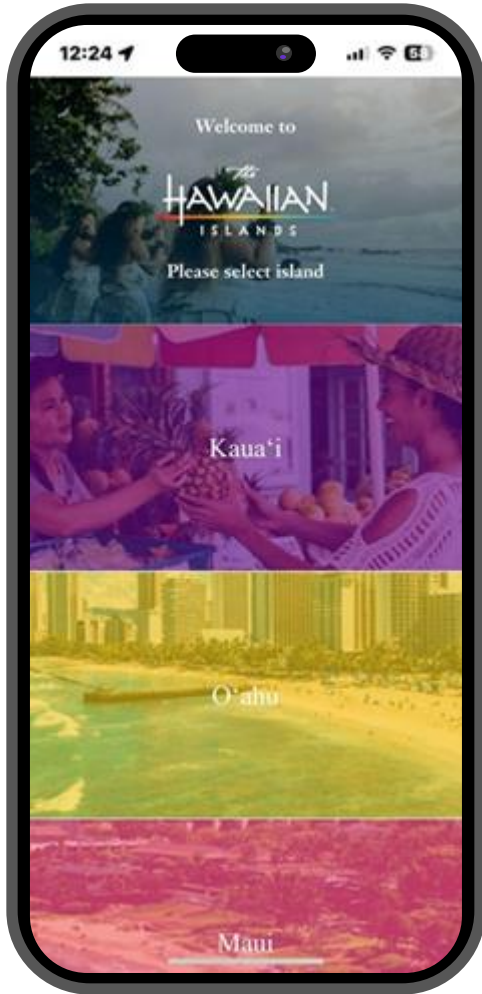 12:24
Welcome to
The
HAWAIIAN
ISLANDS
Please select island
Kauaʻi
Oʻahu
Maui